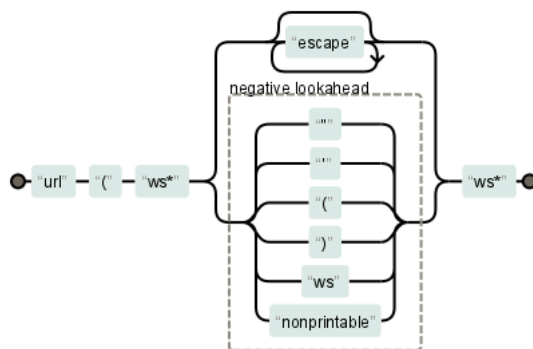 “escape”
negative lookahead
“"”
“'”
“url” “(” “ws*” “(” “ws*”
“)”
“ws”
“nonprintable”